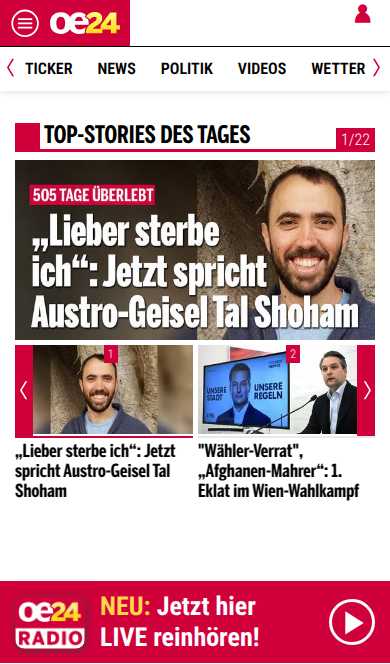 oe24
TICKER NEWS POLITIK VIDEOS WETTER
TOP-STORIES DES TAGES
1/22
505 TAGE ÜBERLEBT
„Lieber sterbe
ich“: Jetzt spricht
Austro-Geisel Tal Shoham
1
2
UNSERE
STADT
UNSERE
REGELN
„Lieber sterbe ich“: Jetzt
spricht Austro-Geisel Tal
Shoham
"Wähler-Verrat",
„Afghanen-Mahrer“: 1.
Eklat im Wien-Wahlkampf
oe24
RADIO
NEU: Jetzt hier
LIVE reinhören!